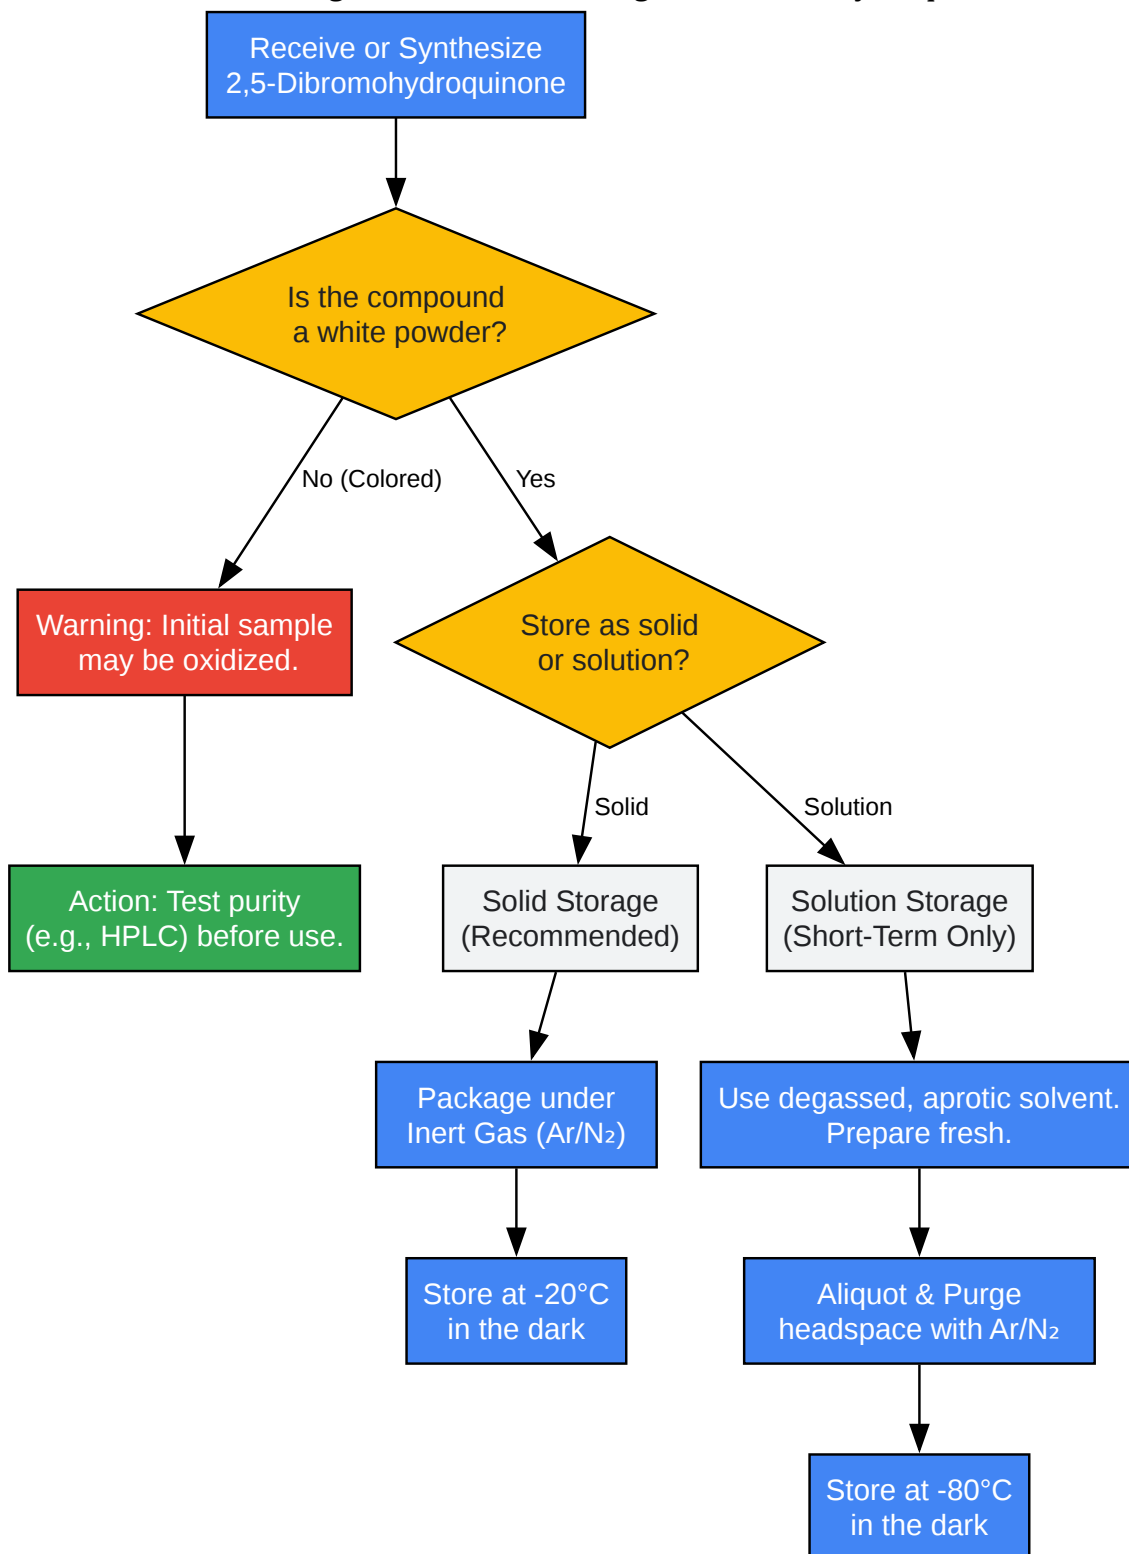 Receive or Synthesize
2,5-Dibromohydroquinone
Is the compound
a white powder?
No (Colored)
Yes
Warning: Initial sample
may be oxidized.
Store as solid
or solution?
Solid
Solution
Action: Test purity
(e.g., HPLC) before use.
Solid Storage
(Recommended)
Solution Storage
(Short-Term Only)
Package under
Inert Gas (Ar/N₂)
Use degassed, aprotic solvent.
Prepare fresh.
Store at -20°C
in the dark
Aliquot & Purge
headspace with Ar/N₂
Store at -80°C
in the dark